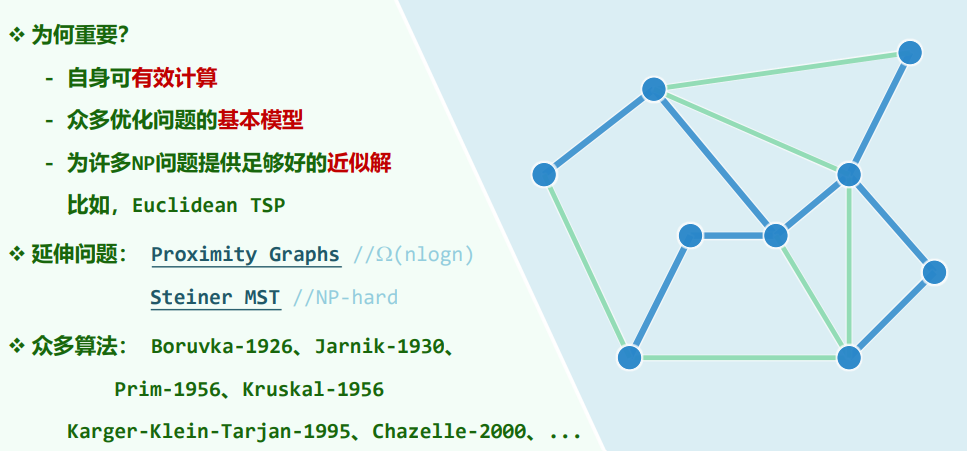 ❖ 为何重要？
- 自身可有效计算
- 众多优化问题的基本模型
- 为许多NP问题提供足够好的近似解
比如，Euclidean TSP
❖ 延伸问题： Proximity Graphs //Ω(nlogn)
Steiner MST //NP-hard
❖ 众多算法： Boruvka-1926、Jarnik-1930、
Prim-1956、Kruskal-1956
Karger-Klein-Tarjan-1995、Chazelle-2000、...